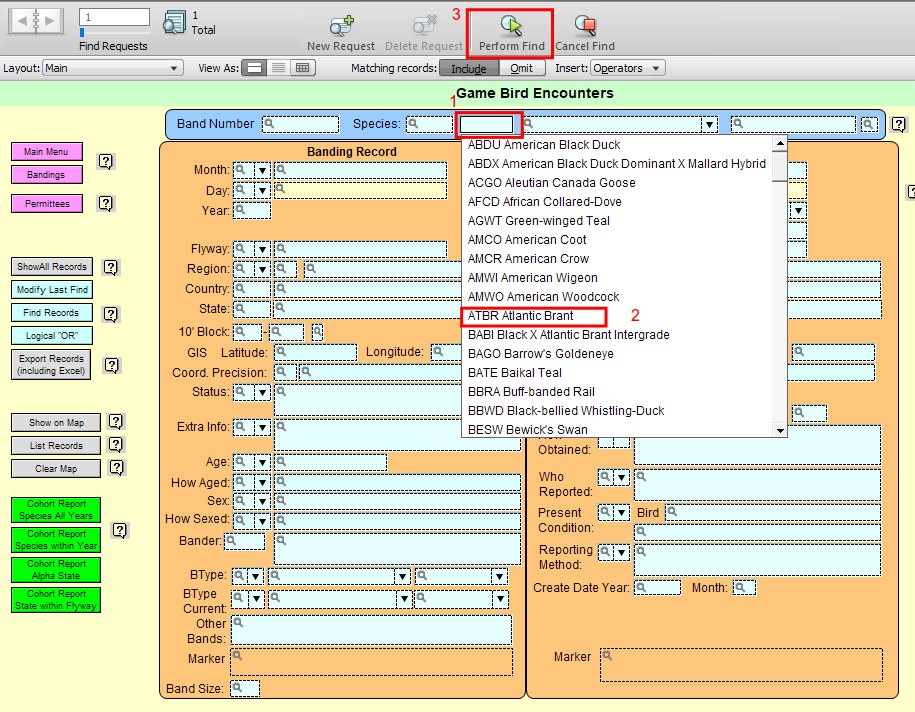 1
1
Total
Find Requests
New Request
Delete Request
3
Perform Find
Cancel Find
Layout: Main
View As:
Matching records: Include Omit
Insert: Operators
Game Bird Encounters
1
Band Number
Species:
?
Main Menu
?
Bandings
Permittees
?
ShowAll Records
?
Modify Last Find
Find Records
?
Logical "OR"
Export Records
(including Excel)
?
Show on Map
?
List Records
?
Clear Map
?
Cohort Report
Species All Years
Cohort Report
Species within Year
?
Cohort Report
Alpha State
Cohort Report
State within Flyway
Banding Record
Month:
Day:
Year:
Flyway:
Region:
Country:
State:
10' Block:
-
GIS Latitude:
Longitude:
Coord. Precision:
Status:
Extra Info:
Age:
How Aged:
Sex:
How Sexed:
Bander:
BType:
BType
Current:
Other
Bands:
Marker
Band Size:
ABDU American Black Duck
ABDX American Black Duck Dominant X Mallard Hybrid
ACGO Aleutian Canada Goose
AFCD African Collared-Dove
AGWT Green-winged Teal
AMCO American Coot
AMCR American Crow
AMWI American Wigeon
AMWO American Woodcock
ATBR Atlantic Brant
2
BABI Black X Atlantic Brant Intergrade
BAGO Barrow's Goldeneye
BATE Baikal Teal
BBRA Buff-banded Rail
BBWD Black-bellied Whistling-Duck
BESW Bewick's Swan
Obtained:
Who
Reported:
Present
Condition:
Bird
Reporting
Method:
Create Date Year:
Month:
Marker